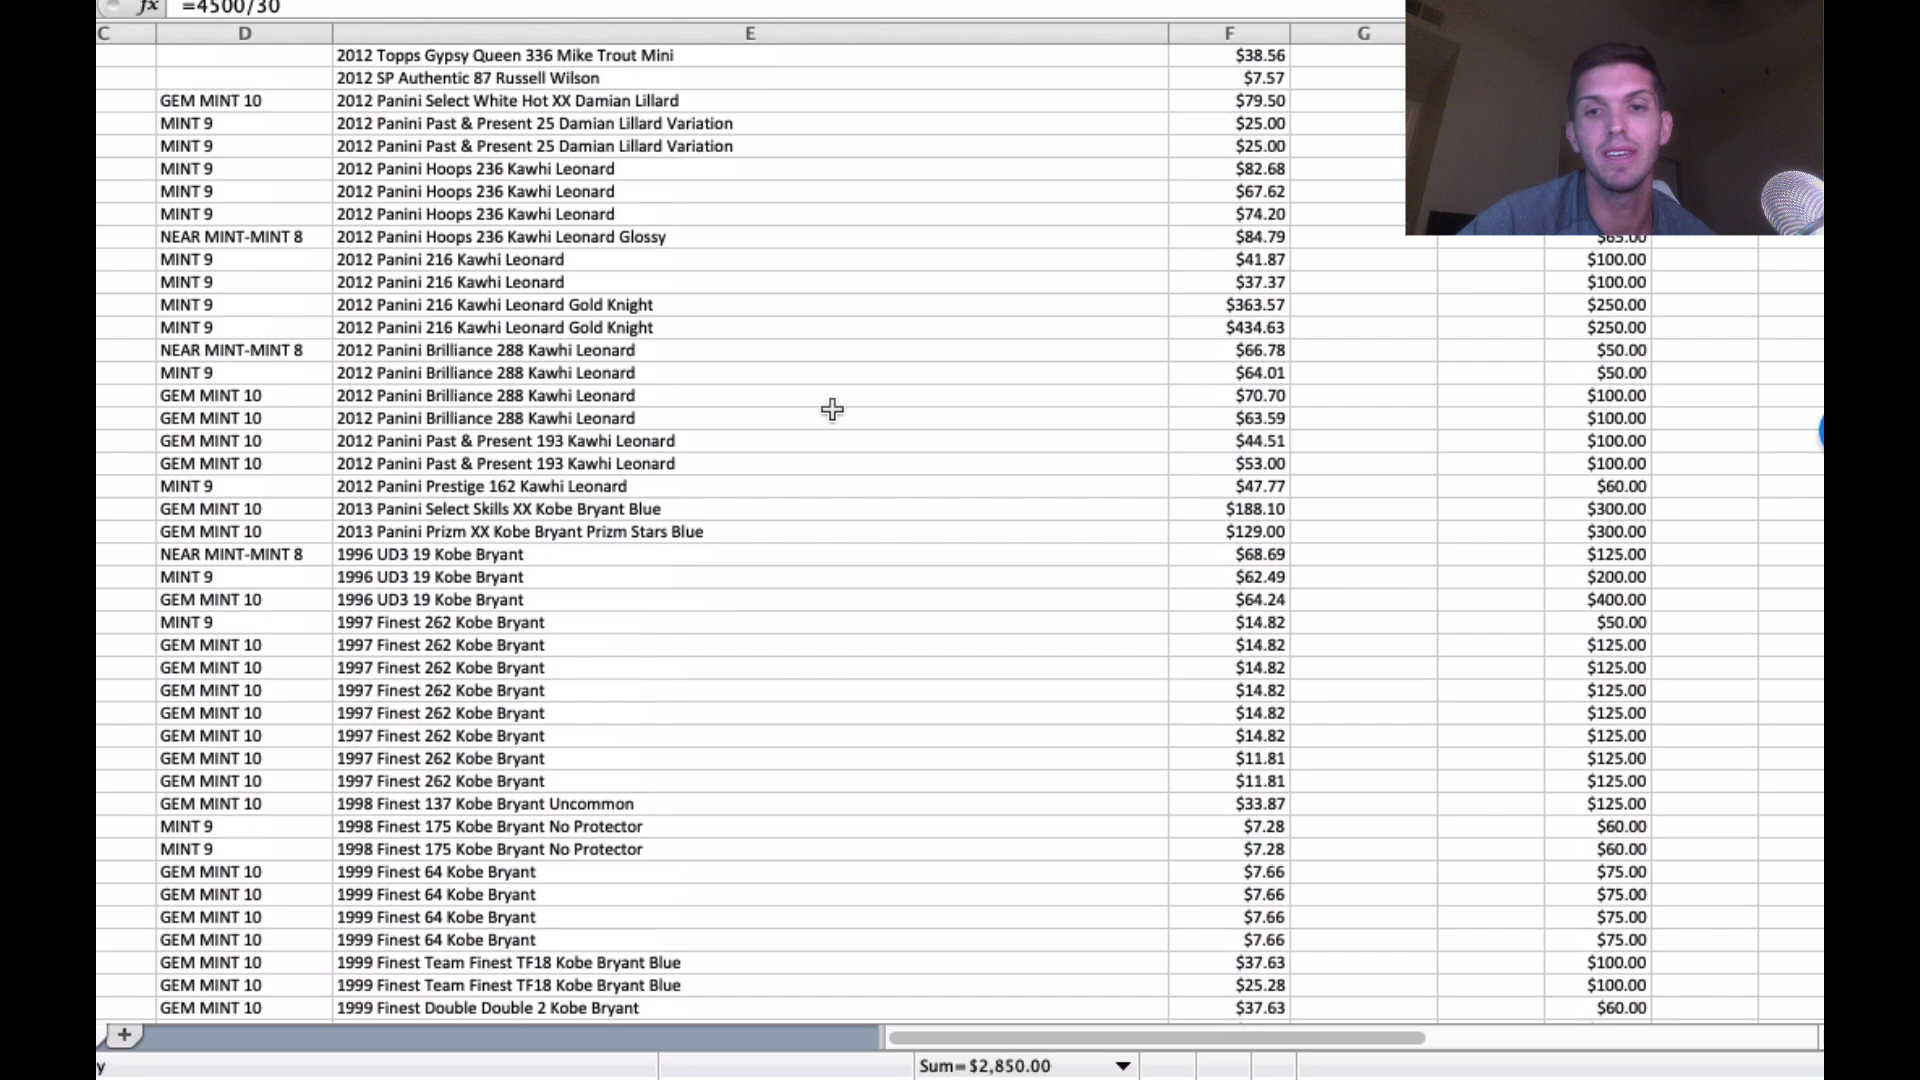 fx =4500/30
C D E F G
2012 Topps Gypsy Queen 336 Mike Trout Mini $38.56
2012 SP Authentic 87 Russell Wilson $7.57
GEM MINT 10 2012 Panini Select White Hot XX Damian Lillard $79.50
MINT 9 2012 Panini Past & Present 25 Damian Lillard Variation $25.00
MINT 9 2012 Panini Past & Present 25 Damian Lillard Variation $25.00
MINT 9 2012 Panini Hoops 236 Kawhi Leonard $82.68
MINT 9 2012 Panini Hoops 236 Kawhi Leonard $67.62
MINT 9 2012 Panini Hoops 236 Kawhi Leonard $74.20
NEAR MINT-MINT 8 2012 Panini Hoops 236 Kawhi Leonard Glossy $84.79 $65.00
MINT 9 2012 Panini 216 Kawhi Leonard $41.87 $100.00
MINT 9 2012 Panini 216 Kawhi Leonard $37.37 $100.00
MINT 9 2012 Panini 216 Kawhi Leonard Gold Knight $363.57 $250.00
MINT 9 2012 Panini 216 Kawhi Leonard Gold Knight $434.63 $250.00
NEAR MINT-MINT 8 2012 Panini Brilliance 288 Kawhi Leonard $66.78 $50.00
MINT 9 2012 Panini Brilliance 288 Kawhi Leonard $64.01 $50.00
GEM MINT 10 2012 Panini Brilliance 288 Kawhi Leonard $70.70 $100.00
GEM MINT 10 2012 Panini Brilliance 288 Kawhi Leonard $63.59 $100.00
GEM MINT 10 2012 Panini Past & Present 193 Kawhi Leonard $44.51 $100.00
GEM MINT 10 2012 Panini Past & Present 193 Kawhi Leonard $53.00 $100.00
MINT 9 2012 Panini Prestige 162 Kawhi Leonard $47.77 $60.00
GEM MINT 10 2013 Panini Select Skills XX Kobe Bryant Blue $188.10 $300.00
GEM MINT 10 2013 Panini Prizm XX Kobe Bryant Prizm Stars Blue $129.00 $300.00
NEAR MINT-MINT 8 1996 UD3 19 Kobe Bryant $68.69 $125.00
MINT 9 1996 UD3 19 Kobe Bryant $62.49 $200.00
GEM MINT 10 1996 UD3 19 Kobe Bryant $64.24 $400.00
MINT 9 1997 Finest 262 Kobe Bryant $14.82 $50.00
GEM MINT 10 1997 Finest 262 Kobe Bryant $14.82 $125.00
GEM MINT 10 1997 Finest 262 Kobe Bryant $14.82 $125.00
GEM MINT 10 1997 Finest 262 Kobe Bryant $14.82 $125.00
GEM MINT 10 1997 Finest 262 Kobe Bryant $14.82 $125.00
GEM MINT 10 1997 Finest 262 Kobe Bryant $14.82 $125.00
GEM MINT 10 1997 Finest 262 Kobe Bryant $11.81 $125.00
GEM MINT 10 1997 Finest 262 Kobe Bryant $11.81 $125.00
GEM MINT 10 1998 Finest 137 Kobe Bryant Uncommon $33.87 $125.00
MINT 9 1998 Finest 175 Kobe Bryant No Protector $7.28 $60.00
MINT 9 1998 Finest 175 Kobe Bryant No Protector $7.28 $60.00
GEM MINT 10 1999 Finest 64 Kobe Bryant $7.66 $75.00
GEM MINT 10 1999 Finest 64 Kobe Bryant $7.66 $75.00
GEM MINT 10 1999 Finest 64 Kobe Bryant $7.66 $75.00
GEM MINT 10 1999 Finest 64 Kobe Bryant $7.66 $75.00
GEM MINT 10 1999 Finest Team Finest TF18 Kobe Bryant Blue $37.63 $100.00
GEM MINT 10 1999 Finest Team Finest TF18 Kobe Bryant Blue $25.28 $100.00
GEM MINT 10 1999 Finest Double Double 2 Kobe Bryant $37.63 $60.00
y Sum=$2,850.00